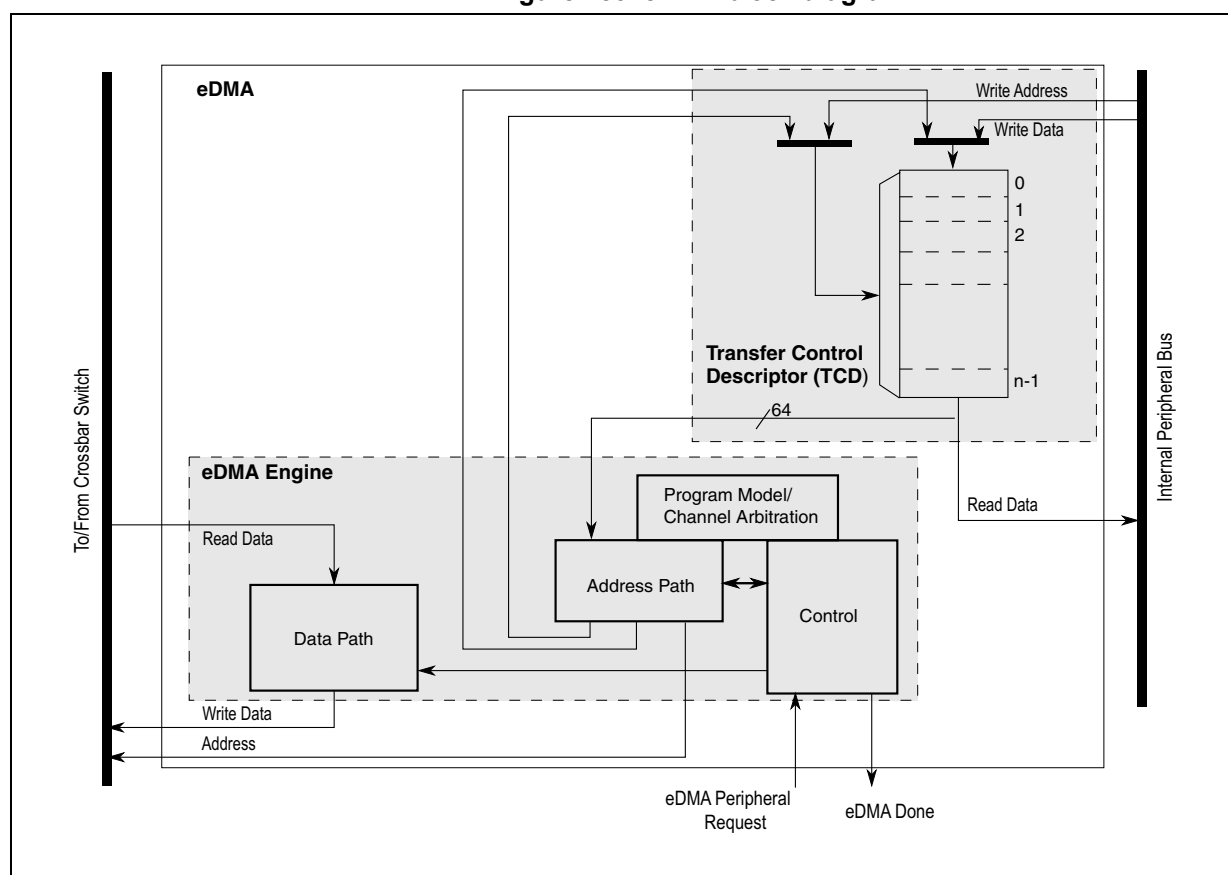 eDMA
Write Address
Write Data
0
1
2
n-1
Transfer Control
Descriptor (TCD)
64
To/From Crossbar Switch
Internal Peripheral Bus
eDMA Engine
Program Model/
Channel Arbitration
Read Data
Read Data
Address Path
Data Path
Control
Write Data
Address
eDMA Peripheral
Request
eDMA Done